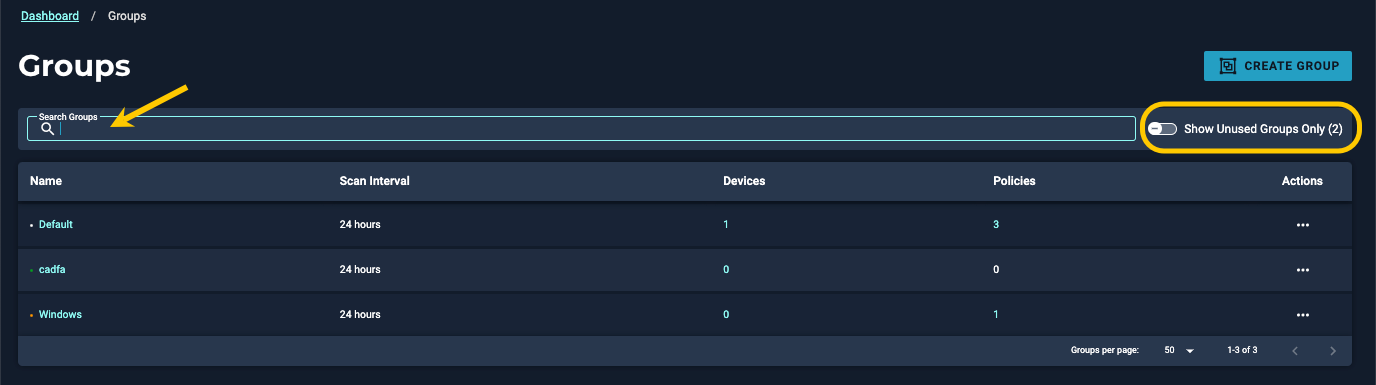 Dashboard / Groups
Groups
CREATE GROUP
Search Groups
Show Unused Groups Only (2)
Name Scan Interval Devices Policies Actions
Default 24 hours 1 3
cadfa 24 hours 0 0
Windows 24 hours 0 1
Groups per page: 50 1-3 of 3